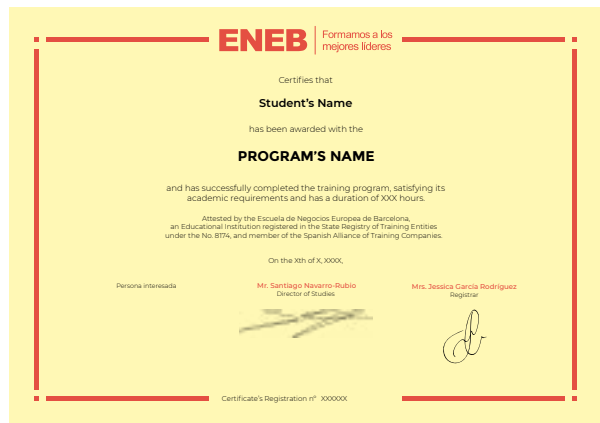 ENEB
Formamos a los
mejores líderes
Certifies that
Student's Name
has been awarded with the
PROGRAM'S NAME
and has successfully completed the training program, satisfying its
academic requirements and has a duration of XXX hours.
Attested by the Escuela de Negocios Europea de Barcelona,
an Educational Institution registered in the State Registry of Training Entities
under the No. 8174, and member of the Spanish Alliance of Training Companies.
On the Xth of X, XXXX,
Persona interesada
Mr. Santiago Navarro-Rubio
Director of Studies
Mrs. Jessica García Rodríguez
Registrar
Certificate's Registration nº XXXXXX